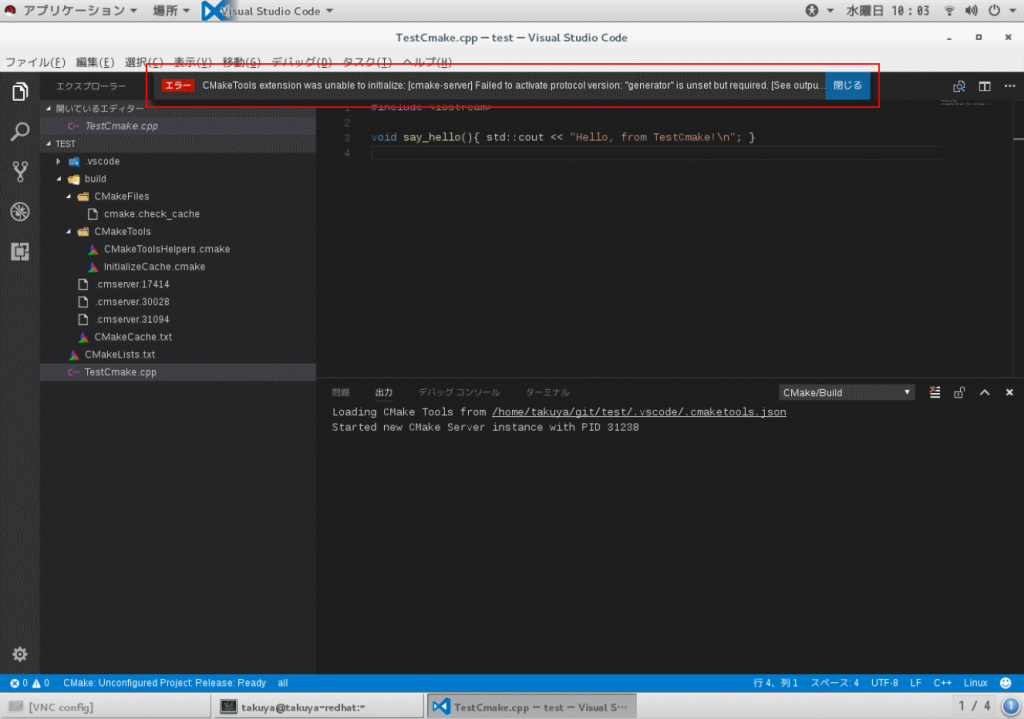 アプリケーション 場所 Visual Studio Code 水曜日 10:03
TestCmake.cpp — test — Visual Studio Code
ファイル(F) 編集(E) 選択(C) 表示(V) 移動(G) デバッグ(D) タスク(T) ヘルプ(H)
エクスプローラー
エラー CMakeTools extension was unable to initialize: [cmake-server] Failed to activate protocol version: "generator" is unset but required. [See outpu... 閉じる
開いているエディター
TestCmake.cpp
TEST
.vscode
build
CMakeFiles
cmake.check_cache
CMakeTools
CMakeToolsHelpers.cmake
InitializeCache.cmake
.cmserver.17414
.cmserver.30028
.cmserver.31094
CMakeCache.txt
CMakeLists.txt
TestCmake.cpp
1 #include <iostream>
2
3 void say_hello(){ std::cout << "Hello, from TestCmake!\n"; }
4
問題 出力 デバッグ コンソール ターミナル CMake/Build
Loading CMake Tools from /home/takuya/git/test/.vscode/.cmaketools.json
Started new CMake Server instance with PID 31238
0 0 CMake: Unconfigured Project: Release: Ready all 行 4、列 1 スペース: 4 UTF-8 LF C++ Linux
[VNC config] takuya@takuya-redhat:~ TestCmake.cpp — test — Visual S… 1 / 4 1